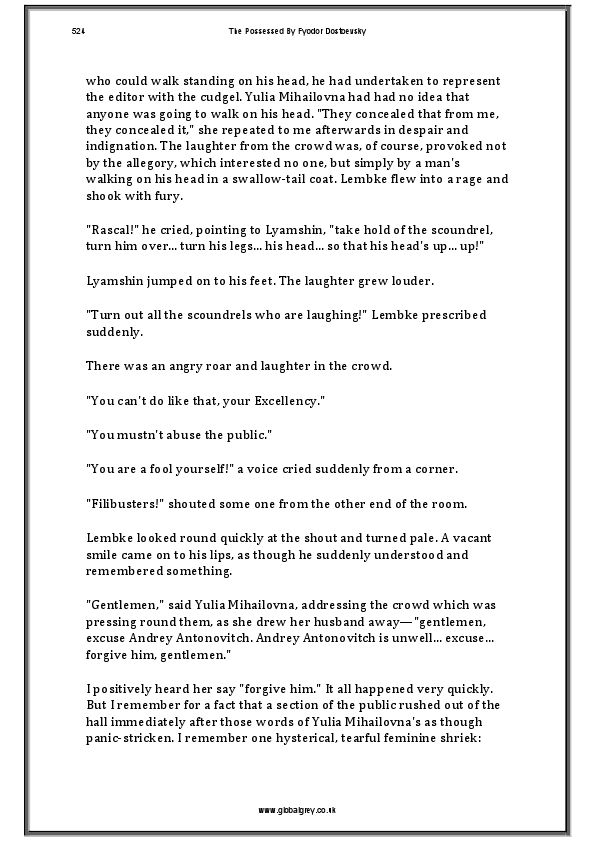 524
The Possessed By Fyodor Dostoevsky
who could walk standing on his head, he had undertaken to represent
the editor with the cudgel. Yulia Mihailovna had had no idea that
anyone was going to walk on his head. "They concealed that from me,
they concealed it," she repeated to me afterwards in despair and
indignation. The laughter from the crowd was, of course, provoked not
by the allegory, which interested no one, but simply by a man's
walking on his head in a swallow-tail coat. Lembke flew into a rage and
shook with fury.
"Rascal!" he cried, pointing to Lyamshin, "take hold of the scoundrel,
turn him over... turn his legs... his head... so that his head's up... up!"
Lyamshin jumped on to his feet. The laughter grew louder.
"Turn out all the scoundrels who are laughing!" Lembke prescribed
suddenly.
There was an angry roar and laughter in the crowd.
"You can't do like that, your Excellency."
"You mustn't abuse the public."
"You are a fool yourself!" a voice cried suddenly from a corner.
"Filibusters!" shouted some one from the other end of the room.
Lembke looked round quickly at the shout and turned pale. A vacant
smile came on to his lips, as though he suddenly understood and
remembered something.
"Gentlemen," said Yulia Mihailovna, addressing the crowd which was
pressing round them, as she drew her husband away—"gentlemen,
excuse Andrey Antonovitch. Andrey Antonovitch is unwell... excuse...
forgive him, gentlemen."
I positively heard her say "forgive him." It all happened very quickly.
But I remember for a fact that a section of the public rushed out of the
hall immediately after those words of Yulia Mihailovna's as though
panic-stricken. I remember one hysterical, tearful feminine shriek:
www.globalgrey.co.uk